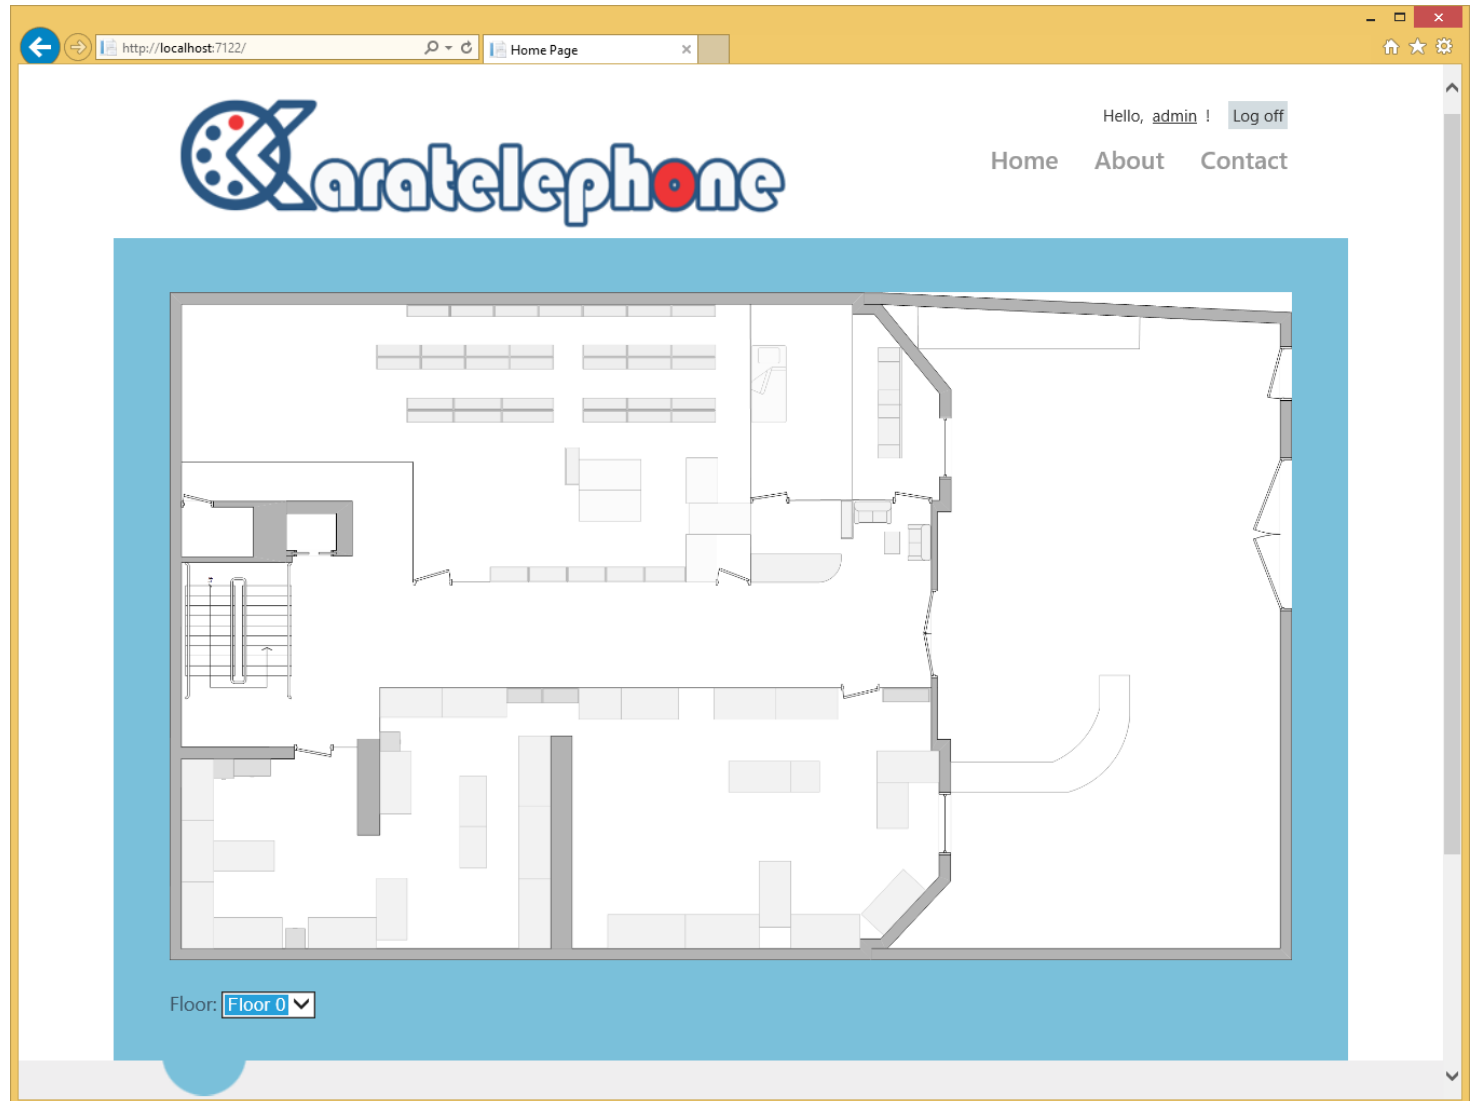 http://localhost:7122/
Home Page
Karatelephone
Hello, admin ! Log off
Home About Contact
Floor: Floor 0